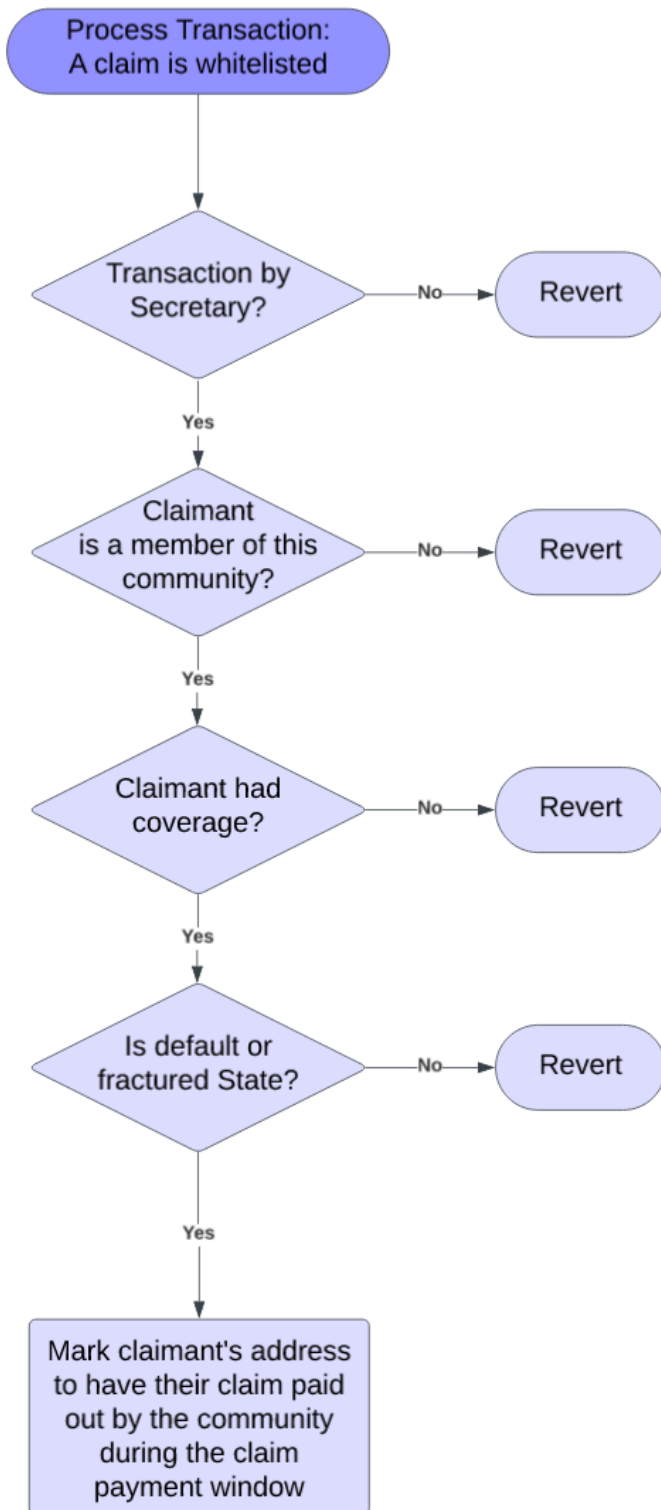 Process Transaction:
A claim is whitelisted
Transaction by
Secretary?
No
Revert
Yes
Claimant
is a member of this
community?
No
Revert
Yes
Claimant had
coverage?
No
Revert
Yes
Is default or
fractured State?
No
Revert
Yes
Mark claimant's address
to have their claim paid
out by the community
during the claim
payment window